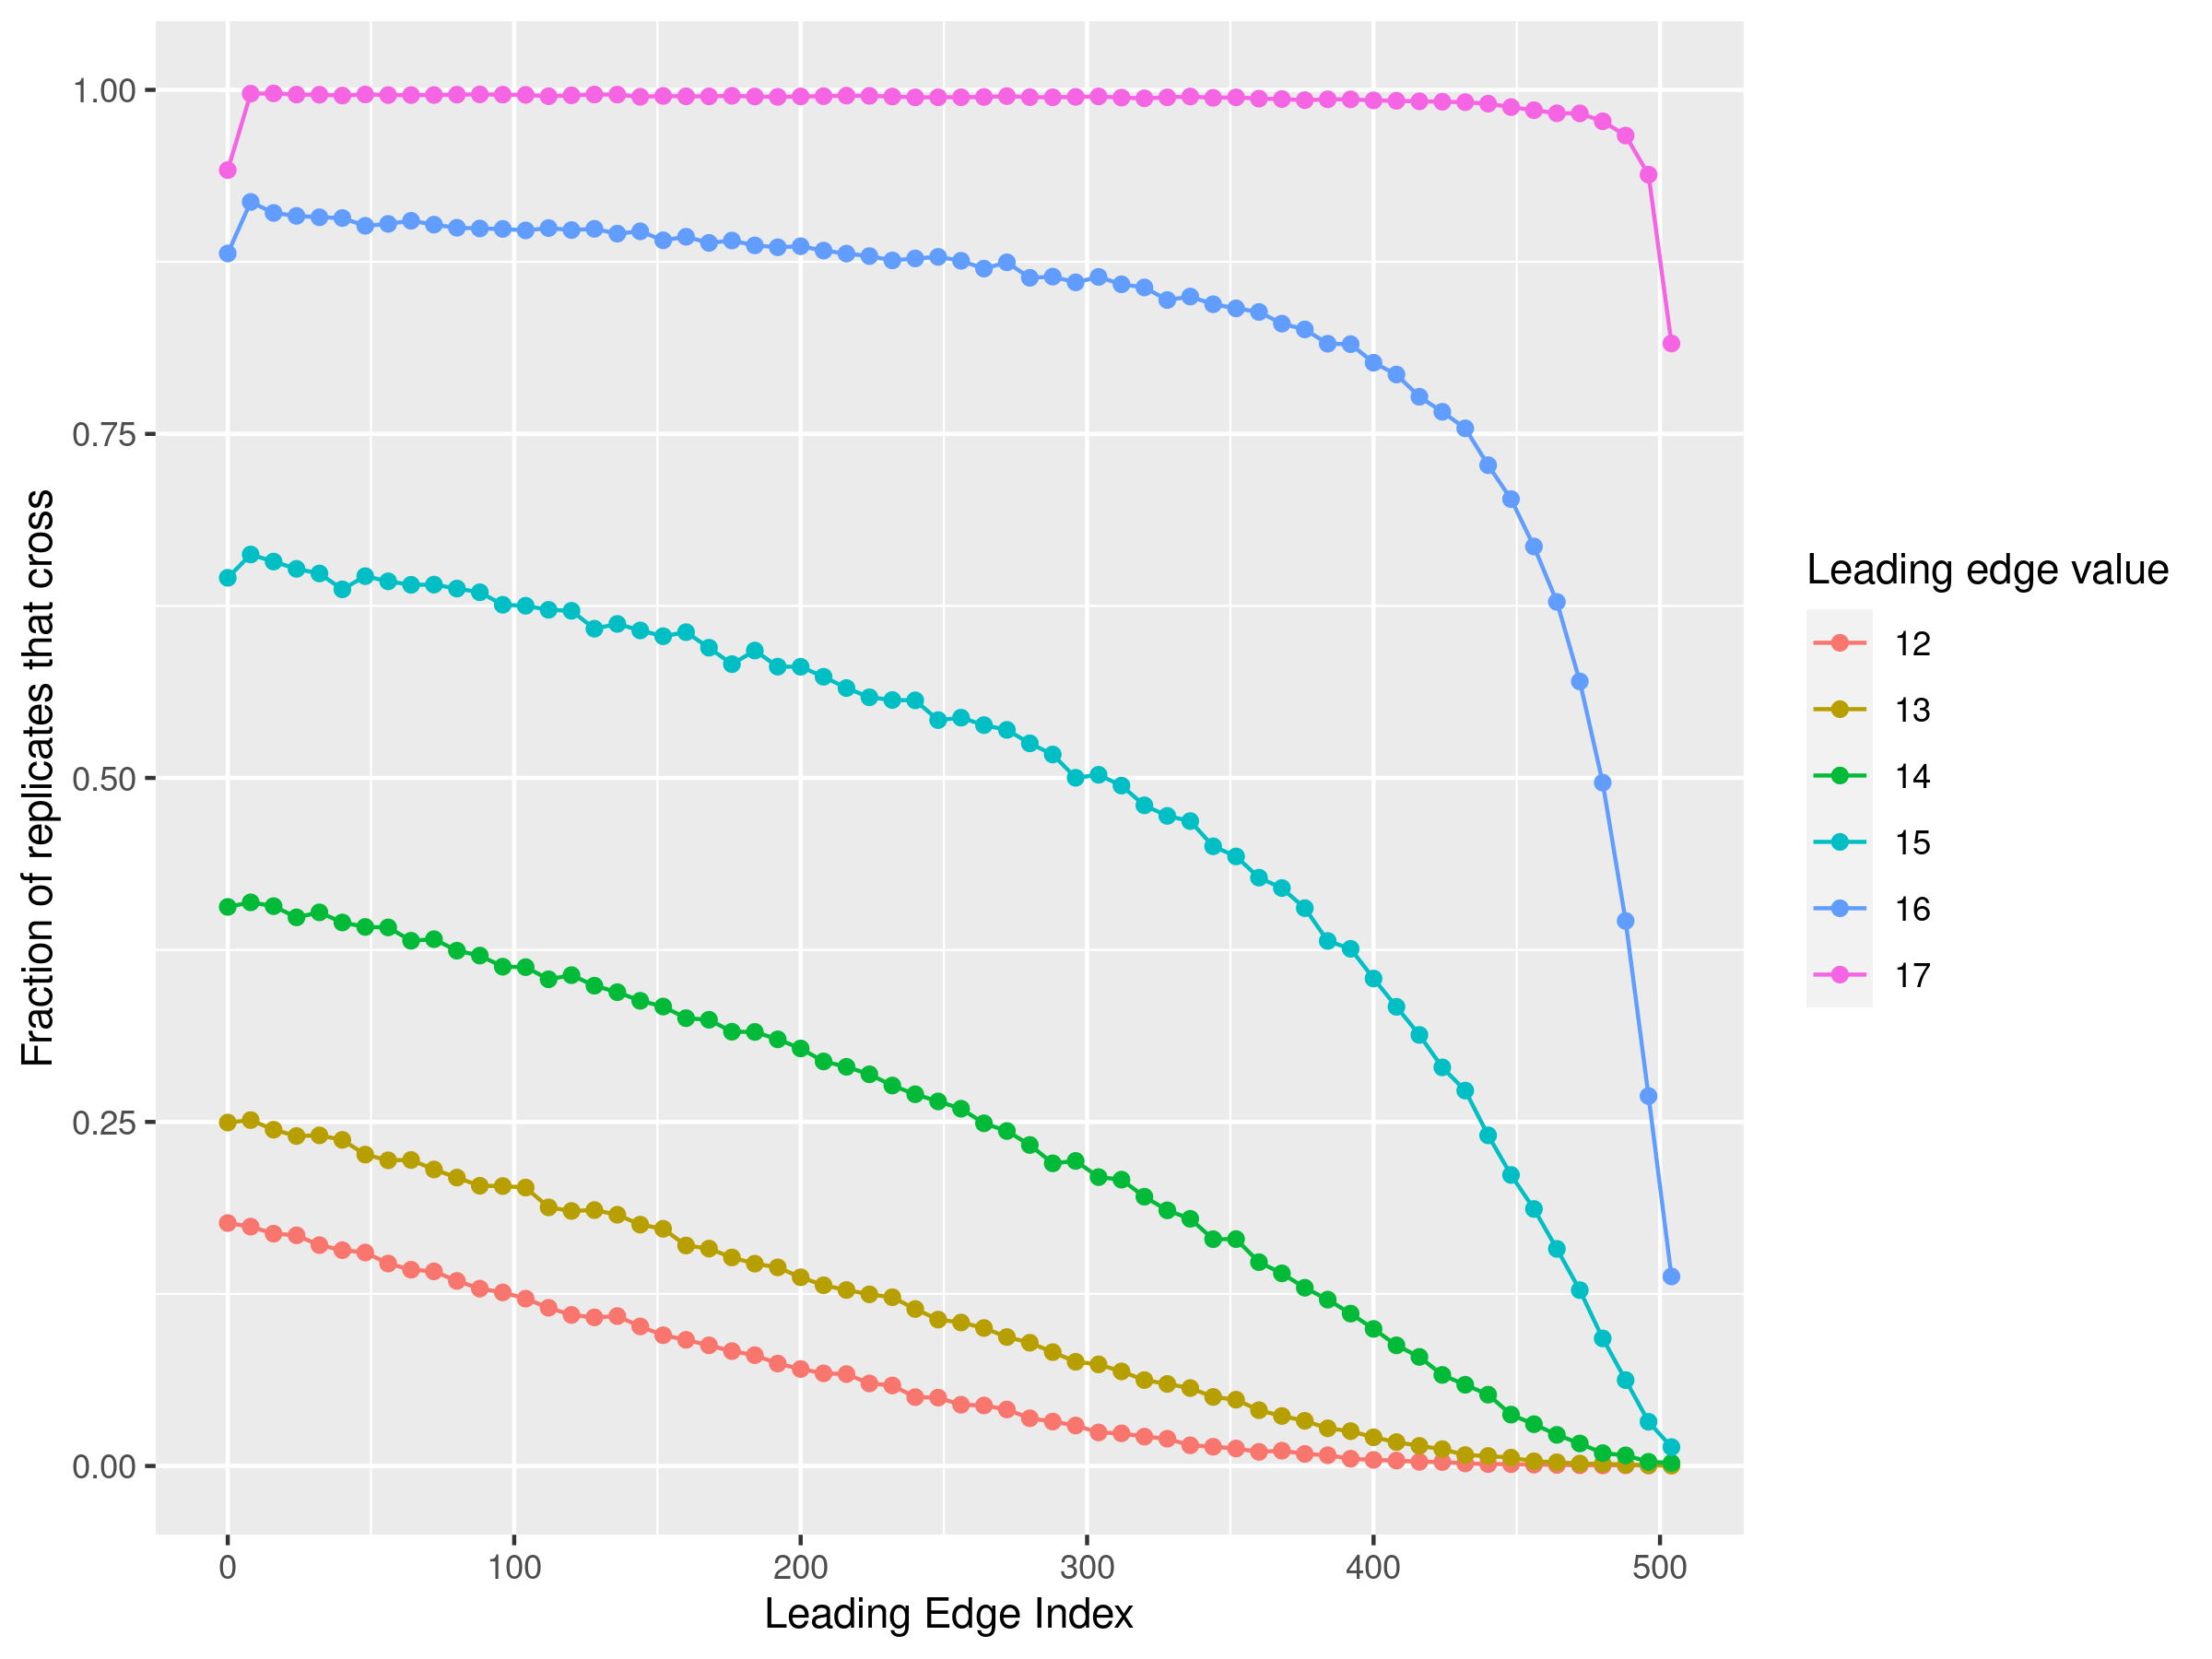 Fraction of replicates that cross
1.00
0.75
0.50
0.25
0.00
0 100 200 300 400 500
Leading Edge Index
Leading edge value
12
13
14
15
16
17